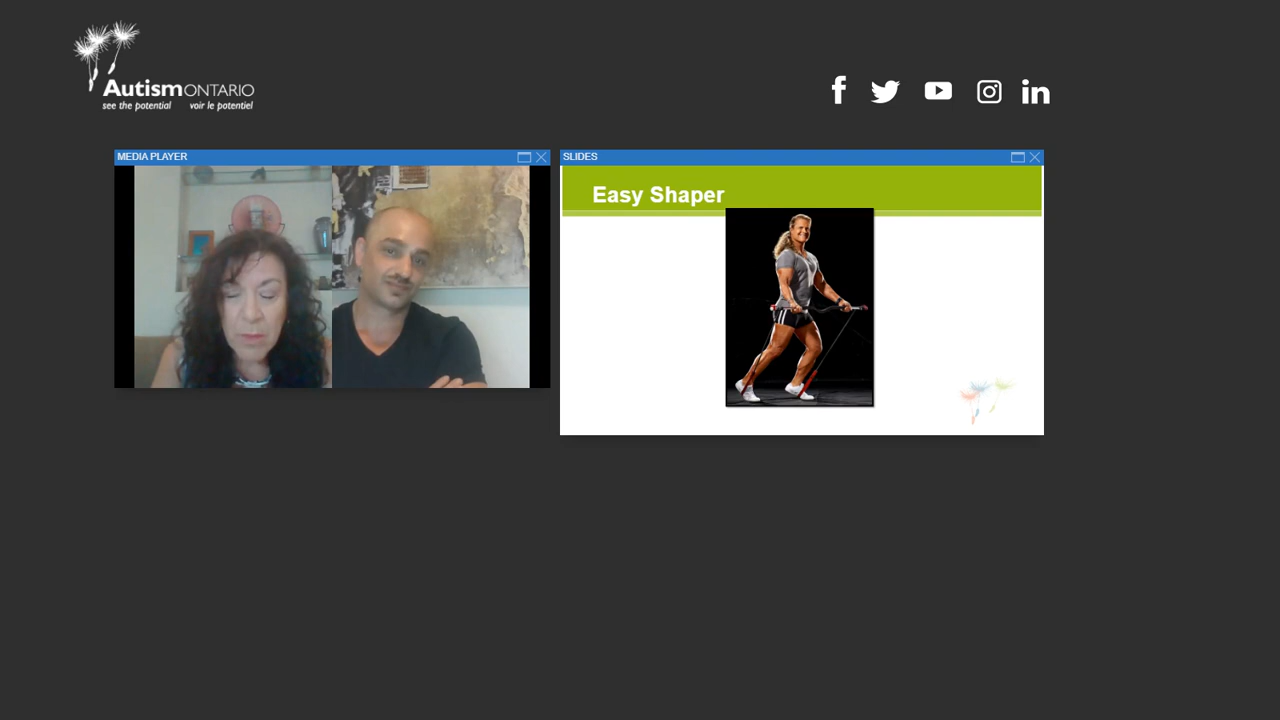 Autism ONTARIO
see the potential voir le potentiel
MEDIA PLAYER
SLIDES
Easy Shaper